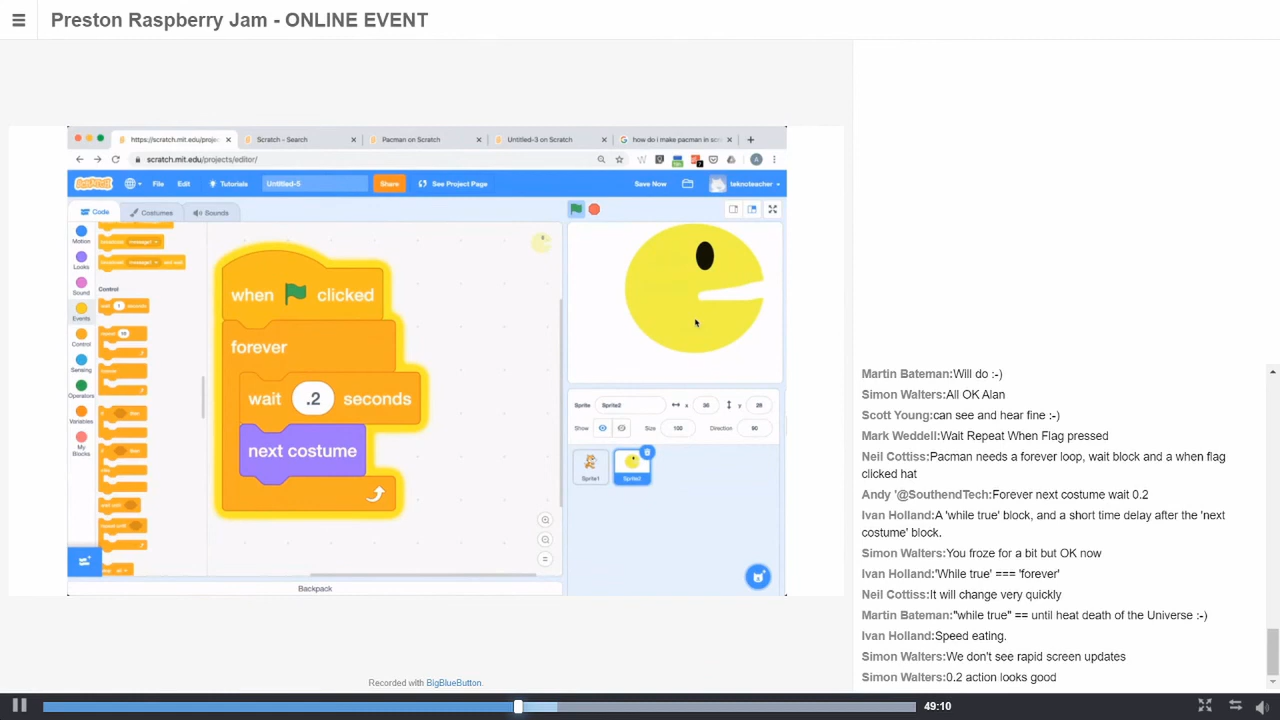 Preston Raspberry Jam - ONLINE EVENT
https://scratch.mit.edu/proje
Scratch - Search
Pacman on Scratch
Untitled-3 on Scratch
how do i make pacman in scr
scratch.mit.edu/projects/editor/
SCRATCH
File
Edit
Tutorials
Untitled-5
Share
See Project Page
Save Now
teknoteacher
Code
Costumes
Sounds
Motion
Looks
Sound
Events
Control
Sensing
Operators
Variables
My
Blocks
Control
when clicked
forever
wait .2 seconds
next costume
Backpack
Sprite
Sprite2
x
36
y
28
Show
Size
100
Direction
90
Sprite1
Sprite2
Martin Bateman:Will do :-)
Simon Walters:All OK Alan
Scott Young:can see and hear fine :-)
Mark Weddell:Wait Repeat When Flag pressed
Neil Cottiss:Pacman needs a forever loop, wait block and a when flag
clicked hat
Andy '@SouthendTech:Forever next costume wait 0.2
Ivan Holland:A 'while true' block, and a short time delay after the 'next
costume' block.
Simon Walters:You froze for a bit but OK now
Ivan Holland:'While true' === 'forever'
Neil Cottiss:It will change very quickly
Martin Bateman:"while true" == until heat death of the Universe :-)
Ivan Holland:Speed eating.
Simon Walters:We don't see rapid screen updates
Simon Walters:0.2 action looks good
Recorded with BigBlueButton.
49:10